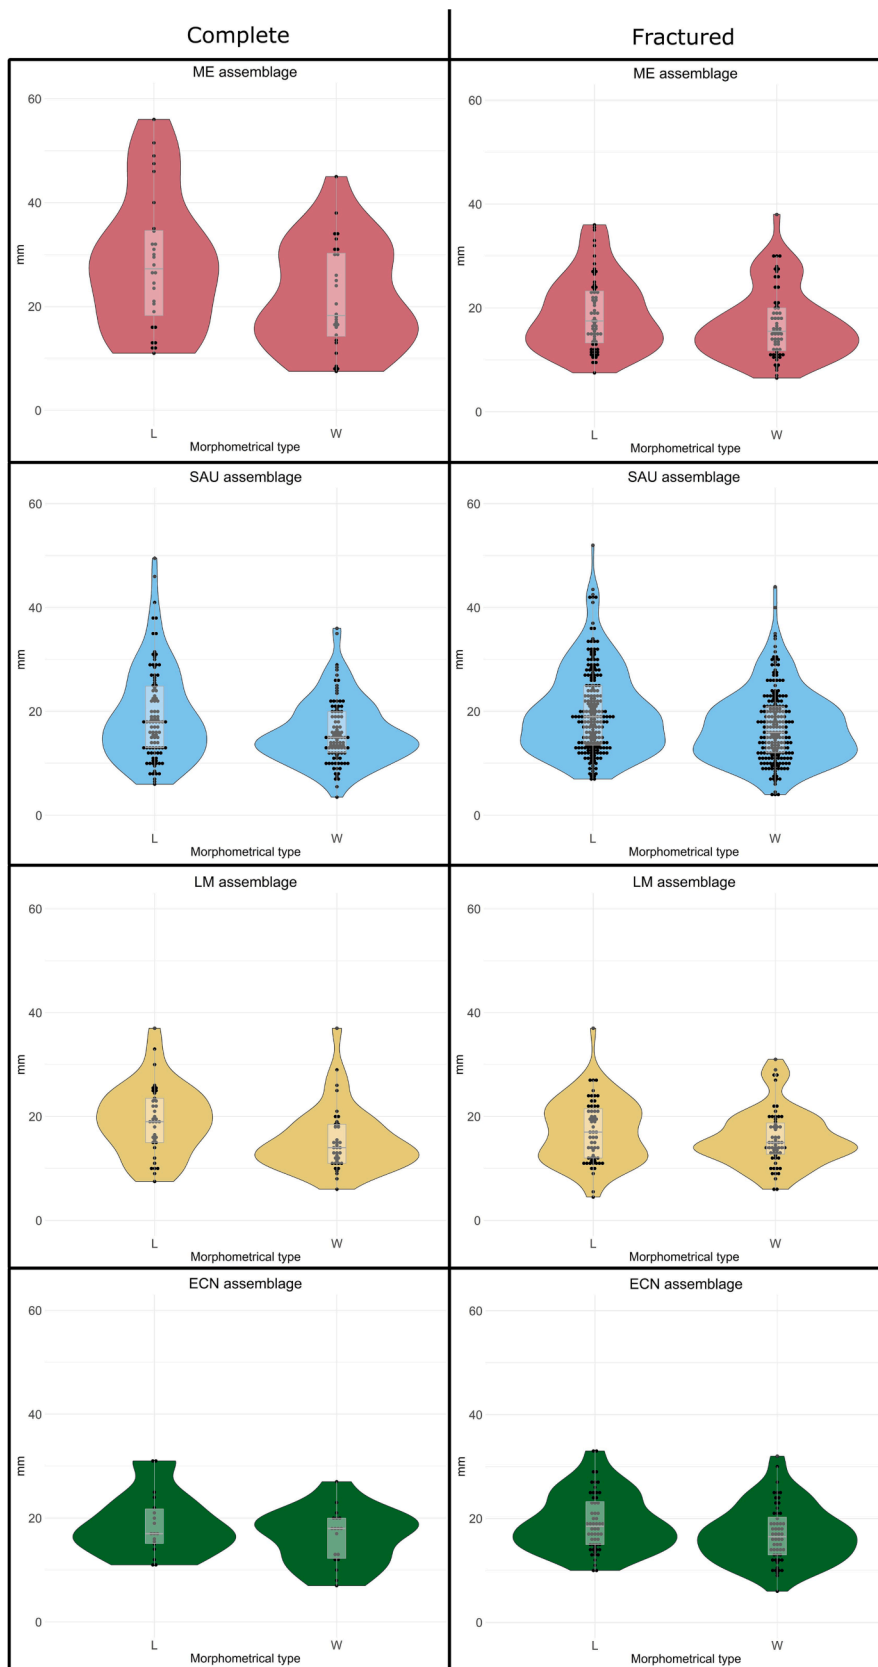 Complete
Fractured
ME assemblage
60
40
20
0
mm
L
W
Morphometrical type
ME assemblage
60
40
20
0
mm
L
W
Morphometrical type
SAU assemblage
60
40
20
0
mm
L
W
Morphometrical type
SAU assemblage
60
40
20
0
mm
L
W
Morphometrical type
LM assemblage
60
40
20
0
mm
L
W
Morphometrical type
LM assemblage
60
40
20
0
mm
L
W
Morphometrical type
ECN assemblage
60
40
20
0
mm
L
W
Morphometrical type
ECN assemblage
60
40
20
0
mm
L
W
Morphometrical type